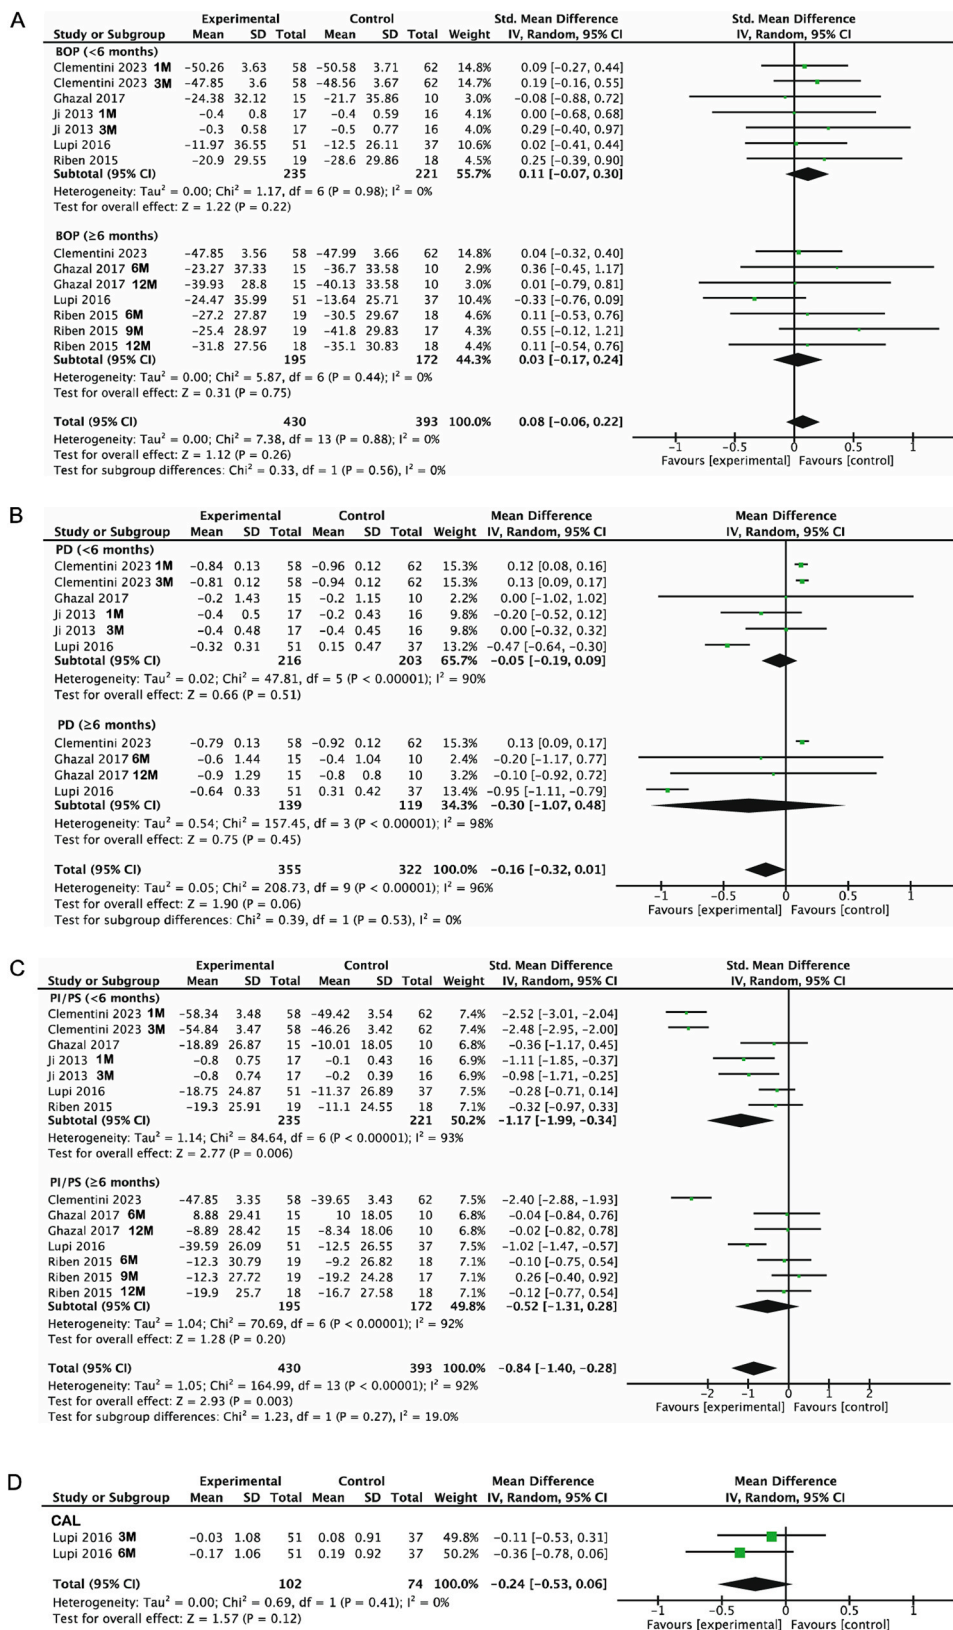 A
Experimental Control Std. Mean Difference Std. Mean Difference
Study or Subgroup Mean SD Total Mean SD Total Weight IV, Random, 95% CI IV, Random, 95% CI
BOP (<6 months)
Clementini 2023 1M -50.26 3.63 58 -50.58 3.71 62 14.8% 0.09 [-0.27, 0.44]
Clementini 2023 3M -47.85 3.6 58 -48.56 3.67 62 14.7% 0.19 [-0.16, 0.55]
Ghazal 2017 -24.38 32.12 15 -21.7 35.86 10 3.0% -0.08 [-0.88, 0.72]
Ji 2013 1M -0.4 0.8 17 -0.4 0.59 16 4.1% 0.00 [-0.68, 0.68]
Ji 2013 3M -0.3 0.58 17 -0.5 0.77 16 4.0% 0.29 [-0.40, 0.97]
Lupi 2016 -11.97 36.55 51 -12.5 26.11 37 10.6% 0.02 [-0.41, 0.44]
Riben 2015 -20.9 29.55 19 -28.6 29.86 18 4.5% 0.25 [-0.39, 0.90]
Subtotal (95% CI) 235 221 55.7% 0.11 [-0.07, 0.30]
Heterogeneity: Tau² = 0.00; Chi² = 1.17, df = 6 (P = 0.98); I² = 0%
Test for overall effect: Z = 1.22 (P = 0.22)
BOP (≥6 months)
Clementini 2023 -47.85 3.56 58 -47.99 3.66 62 14.8% 0.04 [-0.32, 0.40]
Ghazal 2017 6M -23.27 37.33 15 -36.7 33.58 10 2.9% 0.36 [-0.45, 1.17]
Ghazal 2017 12M -39.93 28.8 15 -40.13 33.58 10 3.0% 0.01 [-0.79, 0.81]
Lupi 2016 -24.47 35.99 51 -13.64 25.71 37 10.4% -0.33 [-0.76, 0.09]
Riben 2015 6M -27.2 27.87 19 -30.5 29.67 18 4.6% 0.11 [-0.53, 0.76]
Riben 2015 9M -25.4 28.97 19 -41.8 29.83 17 4.3% 0.55 [-0.12, 1.21]
Riben 2015 12M -31.8 27.56 18 -35.1 30.83 18 4.4% 0.11 [-0.54, 0.76]
Subtotal (95% CI) 195 172 44.3% 0.03 [-0.17, 0.24]
Heterogeneity: Tau² = 0.00; Chi² = 5.87, df = 6 (P = 0.44); I² = 0%
Test for overall effect: Z = 0.31 (P = 0.75)
Total (95% CI) 430 393 100.0% 0.08 [-0.06, 0.22]
Heterogeneity: Tau² = 0.00; Chi² = 7.38, df = 13 (P = 0.88); I² = 0%
Test for overall effect: Z = 1.12 (P = 0.26)
Test for subgroup differences: Chi² = 0.33, df = 1 (P = 0.56), I² = 0%
-1 -0.5 0 0.5 1
Favours [experimental] Favours [control]
B
Experimental Control Mean Difference Mean Difference
Study or Subgroup Mean SD Total Mean SD Total Weight IV, Random, 95% CI IV, Random, 95% CI
PD (<6 months)
Clementini 2023 1M -0.84 0.13 58 -0.96 0.12 62 15.3% 0.12 [0.08, 0.16]
Clementini 2023 3M -0.81 0.12 58 -0.94 0.12 62 15.3% 0.13 [0.09, 0.17]
Ghazal 2017 -0.2 1.43 15 -0.2 1.15 10 2.2% 0.00 [-1.02, 1.02]
Ji 2013 1M -0.4 0.5 17 -0.2 0.43 16 9.8% -0.20 [-0.52, 0.12]
Ji 2013 3M -0.4 0.48 17 -0.4 0.45 16 9.8% 0.00 [-0.32, 0.32]
Lupi 2016 -0.32 0.31 51 0.15 0.47 37 13.2% -0.47 [-0.64, -0.30]
Subtotal (95% CI) 216 203 65.7% -0.05 [-0.19, 0.09]
Heterogeneity: Tau² = 0.02; Chi² = 47.81, df = 5 (P < 0.00001); I² = 90%
Test for overall effect: Z = 0.66 (P = 0.51)
PD (≥6 months)
Clementini 2023 -0.79 0.13 58 -0.92 0.12 62 15.3% 0.13 [0.09, 0.17]
Ghazal 2017 6M -0.6 1.44 15 -0.4 1.04 10 2.4% -0.20 [-1.17, 0.77]
Ghazal 2017 12M -0.9 1.29 15 -0.8 0.8 10 3.2% -0.10 [-0.92, 0.72]
Lupi 2016 -0.64 0.33 51 0.31 0.42 37 13.4% -0.95 [-1.11, -0.79]
Subtotal (95% CI) 139 119 34.3% -0.30 [-1.07, 0.48]
Heterogeneity: Tau² = 0.54; Chi² = 157.45, df = 3 (P < 0.00001); I² = 98%
Test for overall effect: Z = 0.75 (P = 0.45)
Total (95% CI) 355 322 100.0% -0.16 [-0.32, 0.01]
Heterogeneity: Tau² = 0.05; Chi² = 208.73, df = 9 (P < 0.00001); I² = 96%
Test for overall effect: Z = 1.90 (P = 0.06)
Test for subgroup differences: Chi² = 0.39, df = 1 (P = 0.53), I² = 0%
-1 -0.5 0 0.5 1
Favours [experimental] Favours [control]
C
Experimental Control Std. Mean Difference Std. Mean Difference
Study or Subgroup Mean SD Total Mean SD Total Weight IV, Random, 95% CI IV, Random, 95% CI
PI/PS (<6 months)
Clementini 2023 1M -58.34 3.48 58 -49.42 3.54 62 7.4% -2.52 [-3.01, -2.04]
Clementini 2023 3M -54.84 3.47 58 -46.26 3.42 62 7.4% -2.48 [-2.95, -2.00]
Ghazal 2017 -18.89 26.87 15 -10.01 18.05 10 6.8% -0.36 [-1.17, 0.45]
Ji 2013 1M -0.8 0.75 17 -0.1 0.43 16 6.9% -1.11 [-1.85, -0.37]
Ji 2013 3M -0.8 0.74 17 -0.2 0.39 16 6.9% -0.98 [-1.71, -0.25]
Lupi 2016 -18.75 24.87 51 -11.37 26.89 37 7.5% -0.28 [-0.71, 0.14]
Riben 2015 -19.3 25.91 19 -11.1 24.55 18 7.1% -0.32 [-0.97, 0.33]
Subtotal (95% CI) 235 221 50.2% -1.17 [-1.99, -0.34]
Heterogeneity: Tau² = 1.14; Chi² = 84.64, df = 6 (P < 0.00001); I² = 93%
Test for overall effect: Z = 2.77 (P = 0.006)
PI/PS (≥6 months)
Clementini 2023 -47.85 3.35 58 -39.65 3.43 62 7.5% -2.40 [-2.88, -1.93]
Ghazal 2017 6M 8.88 29.41 15 10 18.05 10 6.8% -0.04 [-0.84, 0.76]
Ghazal 2017 12M -8.89 28.42 15 -8.34 18.06 10 6.8% -0.02 [-0.82, 0.78]
Lupi 2016 -39.59 26.09 51 -12.5 26.55 37 7.5% -1.02 [-1.47, -0.57]
Riben 2015 6M -12.3 30.79 19 -9.2 26.82 18 7.1% -0.10 [-0.75, 0.54]
Riben 2015 9M -12.3 27.72 19 -19.2 24.28 17 7.1% 0.26 [-0.40, 0.92]
Riben 2015 12M -19.9 25.7 18 -16.7 27.58 18 7.1% -0.12 [-0.77, 0.54]
Subtotal (95% CI) 195 172 49.8% -0.52 [-1.31, 0.28]
Heterogeneity: Tau² = 1.04; Chi² = 70.69, df = 6 (P < 0.00001); I² = 92%
Test for overall effect: Z = 1.28 (P = 0.20)
Total (95% CI) 430 393 100.0% -0.84 [-1.40, -0.28]
Heterogeneity: Tau² = 1.05; Chi² = 164.99, df = 13 (P < 0.00001); I² = 92%
Test for overall effect: Z = 2.93 (P = 0.003)
Test for subgroup differences: Chi² = 1.23, df = 1 (P = 0.27), I² = 19.0%
-2 -1 0 1 2
Favours [experimental] Favours [control]
D
Experimental Control Mean Difference Mean Difference
Study or Subgroup Mean SD Total Mean SD Total Weight IV, Random, 95% CI IV, Random, 95% CI
CAL
Lupi 2016 3M -0.03 1.08 51 0.08 0.91 37 49.8% -0.11 [-0.53, 0.31]
Lupi 2016 6M -0.17 1.06 51 0.19 0.92 37 50.2% -0.36 [-0.78, 0.06]
Total (95% CI) 102 74 100.0% -0.24 [-0.53, 0.06]
Heterogeneity: Tau² = 0.00; Chi² = 0.69, df = 1 (P = 0.41); I² = 0%
Test for overall effect: Z = 1.57 (P = 0.12)
-1 -0.5 0 0.5 1
Favours [experimental] Favours [control]